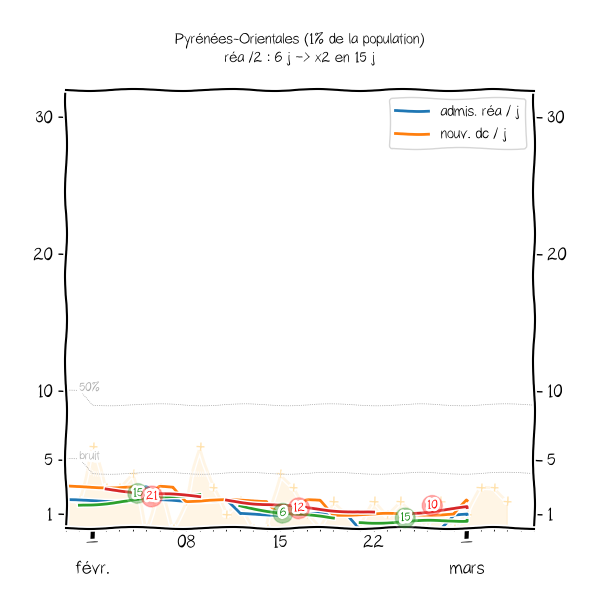 Pyrénées-Orientales (1% de la population)
réa /2 : 6 j -> x2 en 15 j
admis. réa / j
nouv. dc / j
30
30
20
20
10
10
50%
5
5
bruit
1
1
15
21
6
12
15
10
08
15
22
févr.
mars